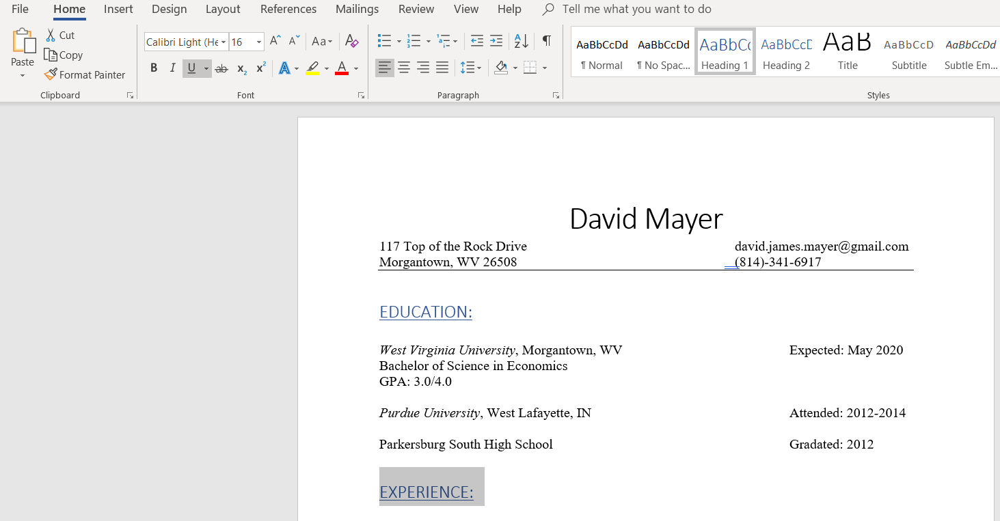 File Home Insert Design Layout References Mailings Review View Help Tell me what you want to do
Paste
Cut
Copy
Format Painter
Clipboard
Calibri Light (He 16
Aa
B I U ab x2 x2 A A
Font
Paragraph
AaBbCcDd AaBbCcDd AaBbCc AaBbCcD AaB AaBbCcD AaBbCcDd
¶ Normal ¶ No Spac... Heading 1 Heading 2 Title Subtitle Subtle Em...
Styles
David Mayer
117 Top of the Rock Drive david.james.mayer@gmail.com
Morgantown, WV 26508 (814)-341-6917
EDUCATION:
West Virginia University, Morgantown, WV Expected: May 2020
Bachelor of Science in Economics
GPA: 3.0/4.0
Purdue University, West Lafayette, IN Attended: 2012-2014
Parkersburg South High School Gradated: 2012
EXPERIENCE: